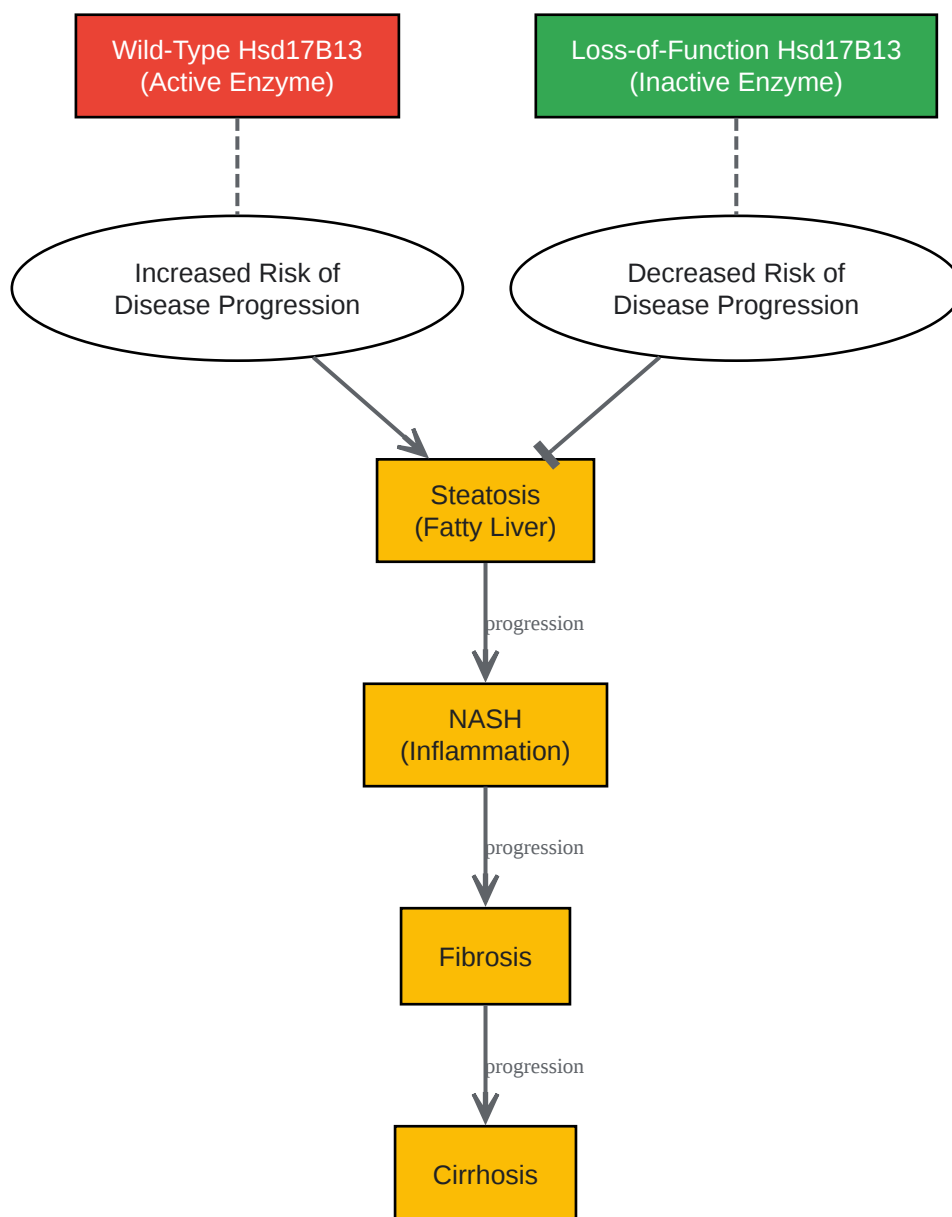 Wild-Type Hsd17B13
(Active Enzyme)
Loss-of-Function Hsd17B13
(Inactive Enzyme)
Increased Risk of
Disease Progression
Decreased Risk of
Disease Progression
Steatosis
(Fatty Liver)
progression
NASH
(Inflammation)
progression
Fibrosis
progression
Cirrhosis